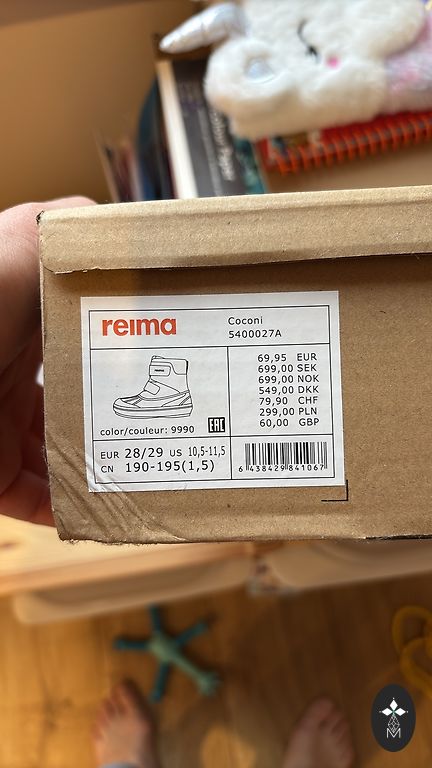 reima
Coconi
5400027A
69,95 EUR
699,00 SEK
699,00 NOK
549,00 DKK
79,90 CHF
299,00 PLN
60,00 GBP
color/couleur: 9990
EAC
EUR 28/29 US 10,5-11,5
CN 190-195(1,5)
6 438429 841067